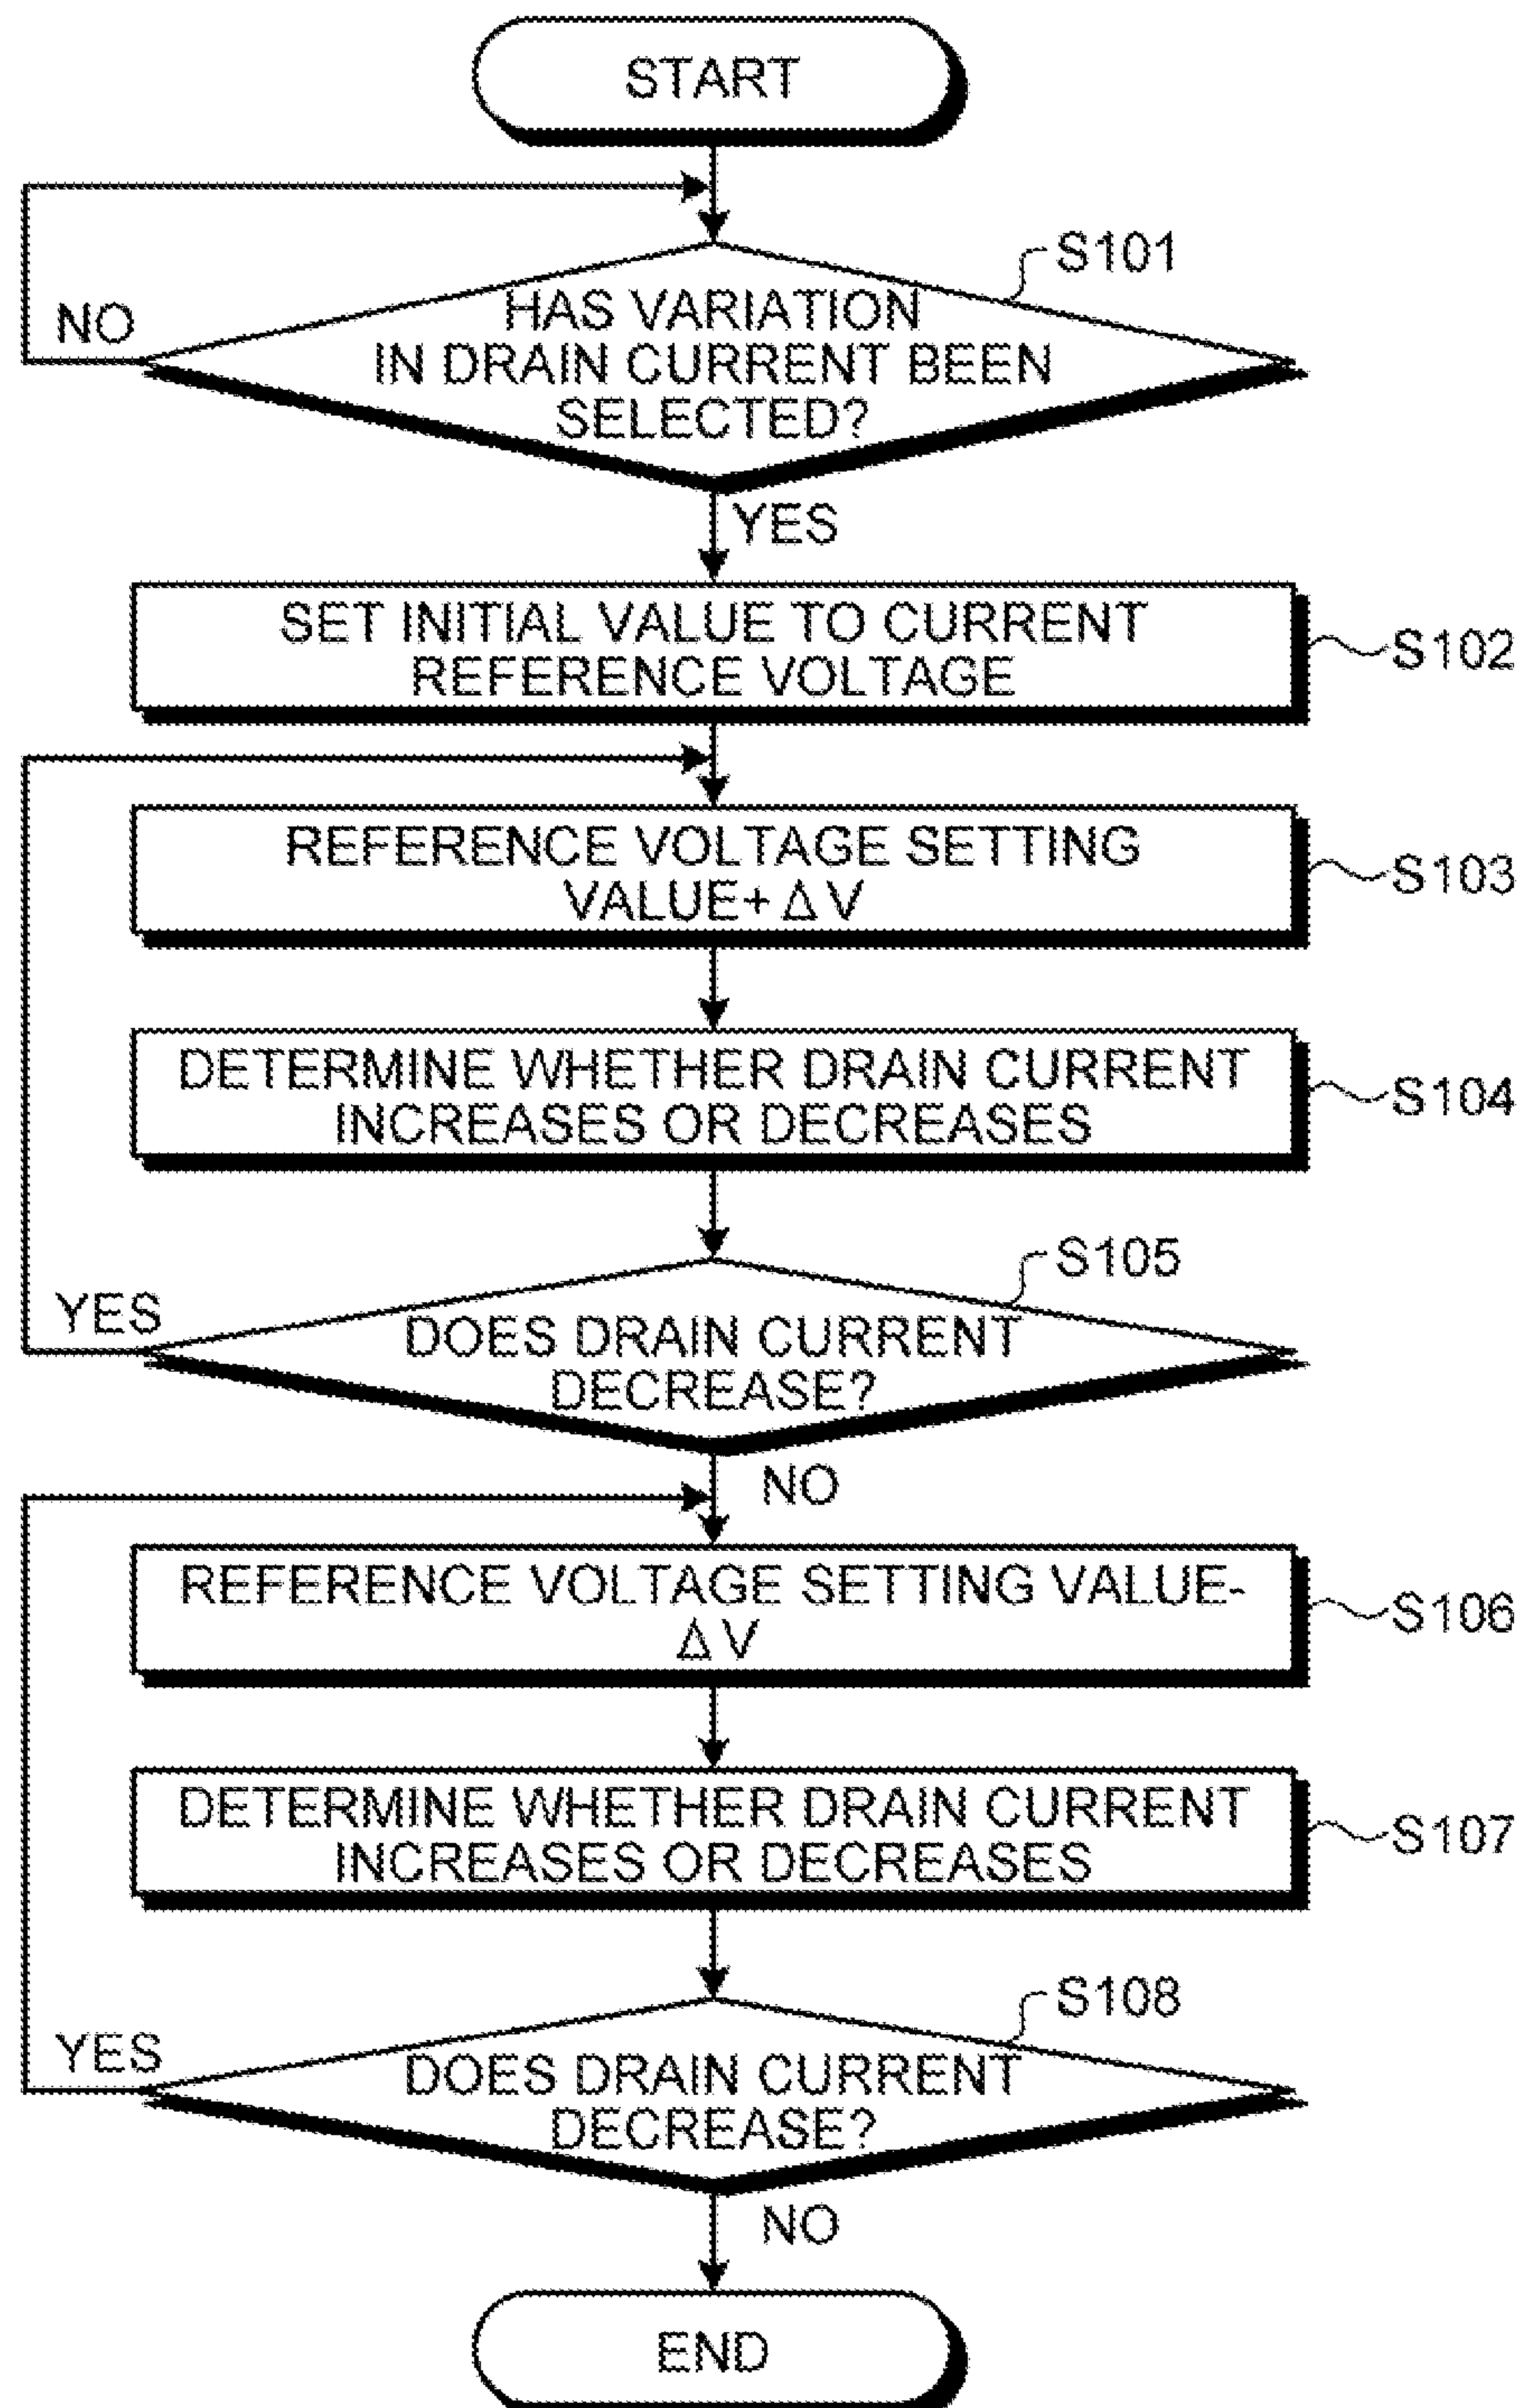 START
S101
NO
HAS VARIATION
IN DRAIN CURRENT BEEN
SELECTED?
YES
SET INITIAL VALUE TO CURRENT
REFERENCE VOLTAGE
S102
REFERENCE VOLTAGE SETTING
VALUE+ Δ V
S103
DETERMINE WHETHER DRAIN CURRENT
INCREASES OR DECREASES
S104
S105
YES
DOES DRAIN CURRENT
DECREASE?
NO
REFERENCE VOLTAGE SETTING VALUE-
Δ V
S106
DETERMINE WHETHER DRAIN CURRENT
INCREASES OR DECREASES
S107
S108
YES
DOES DRAIN CURRENT
DECREASE?
NO
END